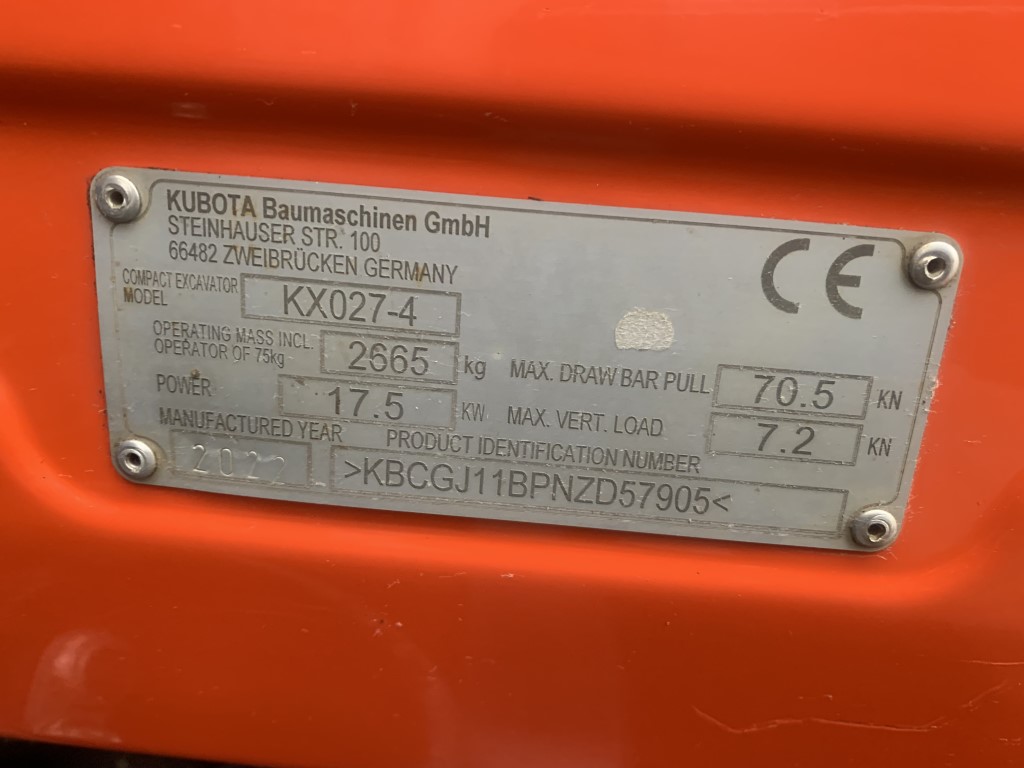 KUBOTA Baumaschinen GmbH
STEINHAUSER STR. 100
66482 ZWEIBRÜCKEN GERMANY
CE
COMPACT EXCAVATOR
MODEL KX027-4
OPERATING MASS INCL.
OPERATOR OF 75kg 2665 kg
MAX. DRAW BAR PULL 70.5 KN
POWER 17.5 KW
MAX. VERT. LOAD 7.2 KN
MANUFACTURED YEAR
2022
PRODUCT IDENTIFICATION NUMBER
>KBCGJ11BPNZD57905<